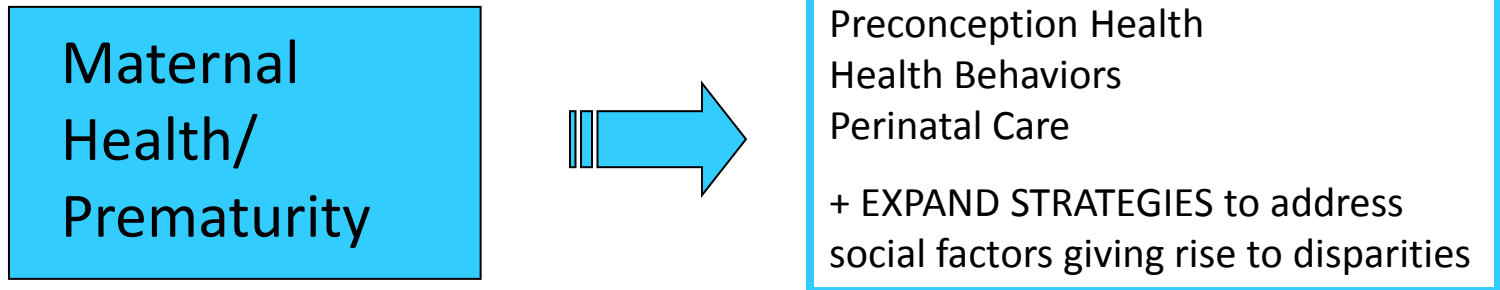 Maternal
Health/
Prematurity
Preconception Health
Health Behaviors
Perinatal Care
+ EXPAND STRATEGIES to address
social factors giving rise to disparities